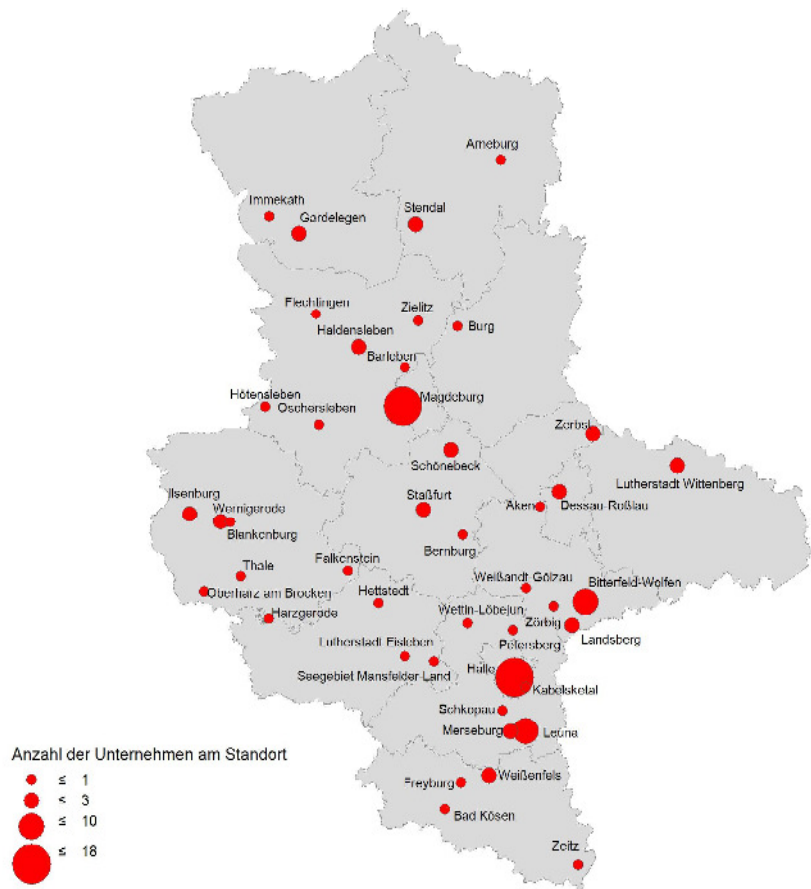 Arneburg
Immekath
Gardelegen
Stendal
Flechtingen
Zielitz
Haldensleben
Burg
Barleben
Hötensleben
Magdeburg
Oschersleben
Zerbst
Schönebeck
Lutherstadt Wittenberg
Ilsenburg
Staßfurt
Aken
Dessau-Roßlau
Wernigerode
Blankenburg
Bernburg
Thale
Falkenstein
Weißandt-Gölzau
Bitterfeld-Wolfen
Oberharz am Brocken
Hettstedt
Harzgerode
Wettin-Löbejün
Zörbig
Petersberg
Landsberg
Lutherstadt Eisleben
Seegebiet Mansfelder-Land
Halle
Kabelsketal
Schkopau
Merseburg
Leuna
Anzahl der Unternehmen am Standort
≤ 1
≤ 3
≤ 10
≤ 18
Freyburg
Weißenfels
Bad Kösen
Zeitz